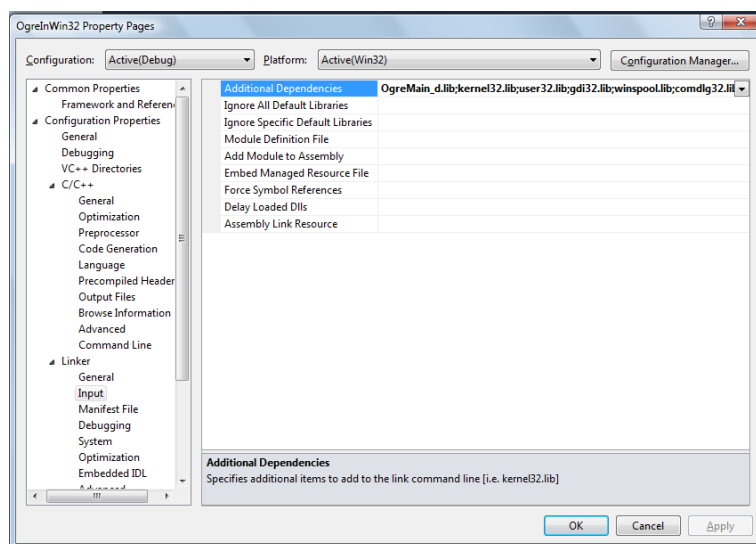 OgreInWin32 Property Pages
Configuration: Active(Debug) Platform: Active(Win32) Configuration Manager...
Common Properties
Framework and Referen
Configuration Properties
General
Debugging
VC++ Directories
C/C++
General
Optimization
Preprocessor
Code Generation
Language
Precompiled Header
Output Files
Browse Information
Advanced
Command Line
Linker
General
Input
Manifest File
Debugging
System
Optimization
Embedded IDL
Advanced
Additional Dependencies OgreMain_d.lib;kernel32.lib;user32.lib;gdi32.lib;winspool.lib;comdlg32.lil
Ignore All Default Libraries
Ignore Specific Default Libraries
Module Definition File
Add Module to Assembly
Embed Managed Resource File
Force Symbol References
Delay Loaded Dlls
Assembly Link Resource
Additional Dependencies
Specifies additional items to add to the link command line [i.e. kernel32.lib]
OK Cancel Apply